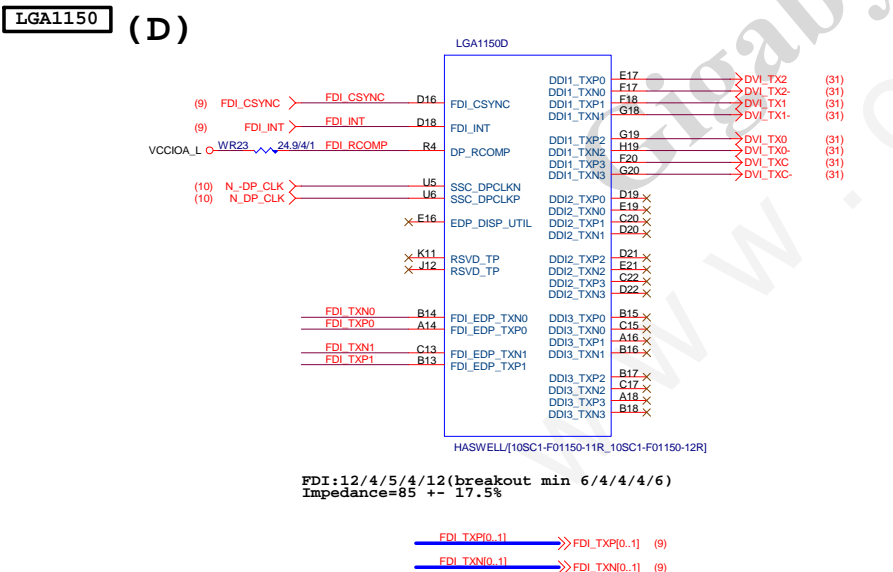 LGA1150
(D)
Gigaby
w w w .
LGA1150D
(9) FDI_CSYNC FDI_CSYNC D16 FDI_CSYNC
(9) FDI_INT FDI_INT D18 FDI_INT
VCCIOA_L WR23 24.9/4/1 FDI_RCOMP R4 DP_RCOMP
(10) N_-DP_CLK U5 SSC_DPCLKN
(10) N_DP_CLK U6 SSC_DPCLKP
E16 EDP_DISP_UTIL
K11 RSVD_TP
J12 RSVD_TP
FDI_TXN0 B14 FDI_EDP_TXN0
FDI_TXP0 A14 FDI_EDP_TXP0
FDI_TXN1 C13 FDI_EDP_TXN1
FDI_TXP1 B13 FDI_EDP_TXP1
DDI1_TXP0 E17 DVI_TX2 (31)
DDI1_TXN0 F17 DVI_TX2- (31)
DDI1_TXP1 F18 DVI_TX1 (31)
DDI1_TXN1 G18 DVI_TX1- (31)
DDI1_TXP2 G19 DVI_TX0 (31)
DDI1_TXN2 H19 DVI_TX0- (31)
DDI1_TXP3 F20 DVI_TXC (31)
DDI1_TXN3 G20 DVI_TXC- (31)
DDI2_TXP0 D19
DDI2_TXN0 E19
DDI2_TXP1 C20
DDI2_TXN1 D20
DDI2_TXP2 D21
DDI2_TXN2 E21
DDI2_TXP3 C22
DDI2_TXN3 D22
DDI3_TXP0 B15
DDI3_TXN0 C15
DDI3_TXP1 A16
DDI3_TXN1 B16
DDI3_TXP2 B17
DDI3_TXN2 C17
DDI3_TXP3 A18
DDI3_TXN3 B18
HASWELL/[10SC1-F01150-11R_10SC1-F01150-12R]
FDI:12/4/5/4/12(breakout min 6/4/4/4/6)
Impedance=85 +- 17.5%
FDI_TXP[0..1] FDI_TXP[0..1] (9)
FDI_TXN[0..1] FDI_TXN[0..1] (9)